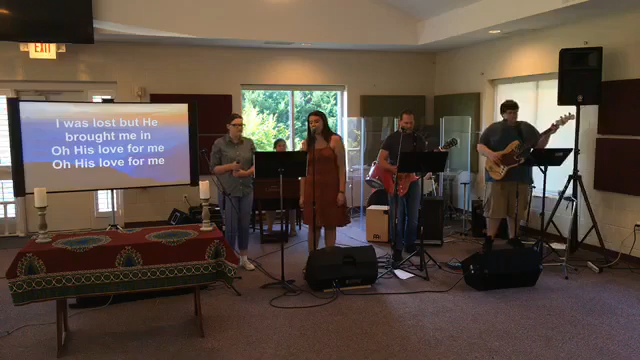 EXIT
I was lost but He
brought me in
Oh His love for me
Oh His love for me